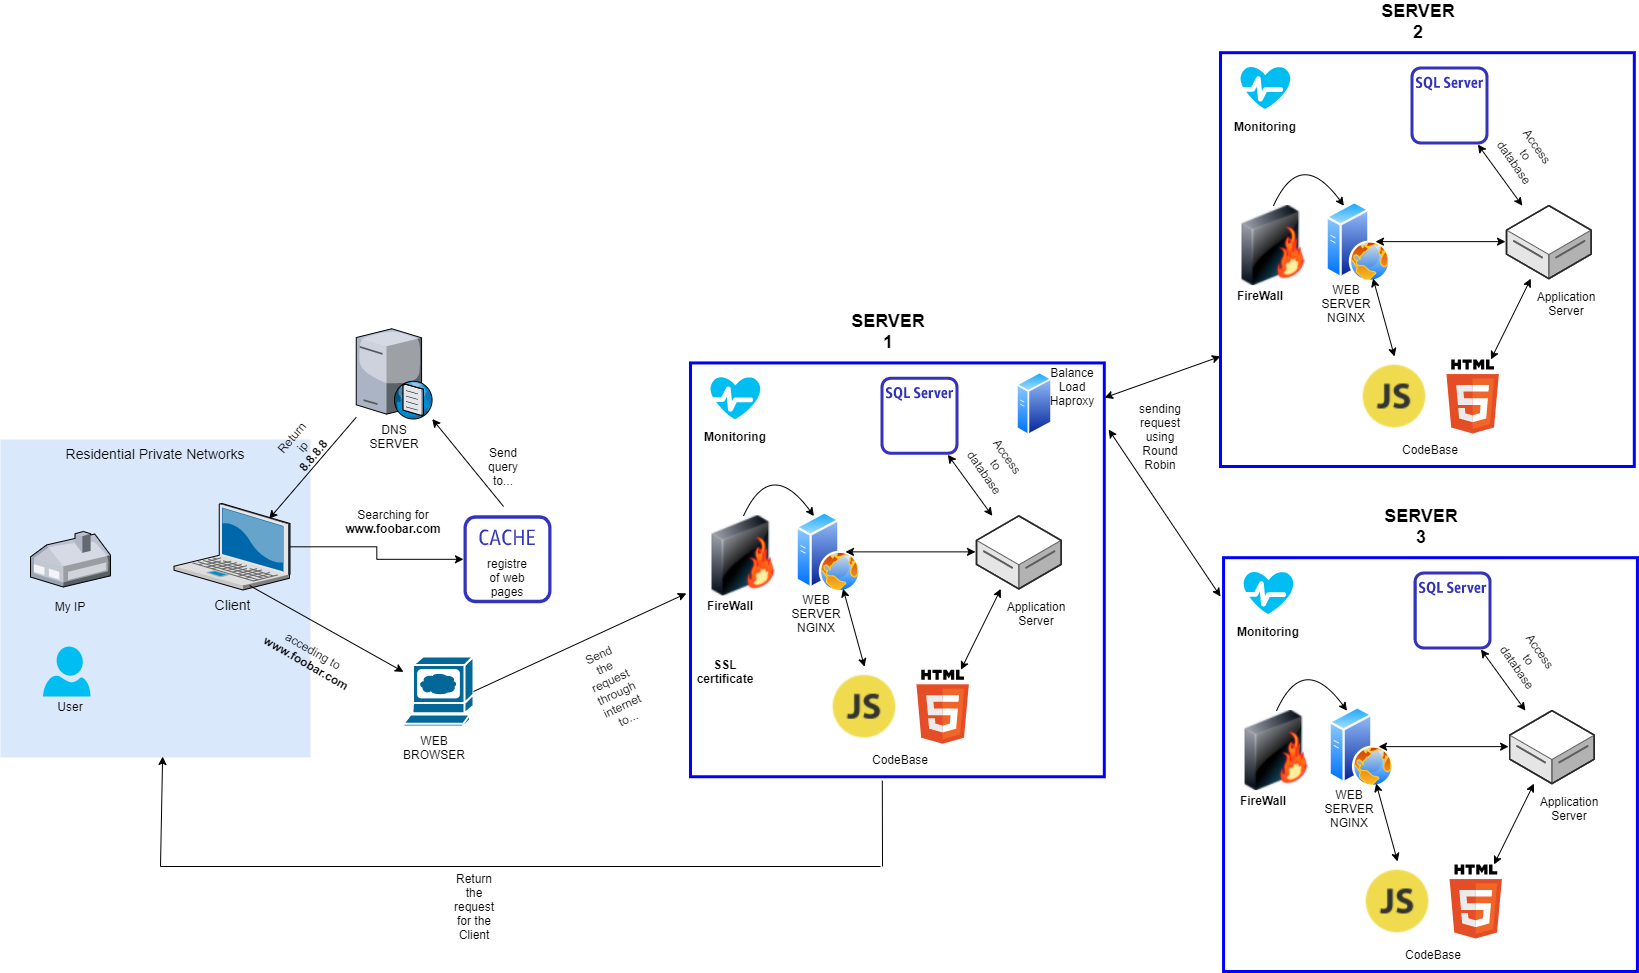 SERVER
2
Monitoring
SQL Server
Access
to
database
FireWall
WEB
SERVER
NGINX
Application
Server
JS
HTML
5
CodeBase
SERVER
1
Monitoring
SQL Server
Balance
Load
Haproxy
Access
to
database
FireWall
WEB
SERVER
NGINX
Application
Server
SSL
certificate
JS
HTML
5
CodeBase
sending
request
using
Round
Robin
SERVER
3
Monitoring
SQL Server
Access
to
database
FireWall
WEB
SERVER
NGINX
Application
Server
JS
HTML
5
CodeBase
DNS
SERVER
Return
ip
8.8.8.8
Send
query
to...
Residential Private Networks
Searching for
www.foobar.com
CACHE
registre
of web
pages
My IP
Client
User
acceding to
www.foobar.com
WEB
BROWSER
Send
the
request
through
internet
to...
Return
the
request
for the
Client